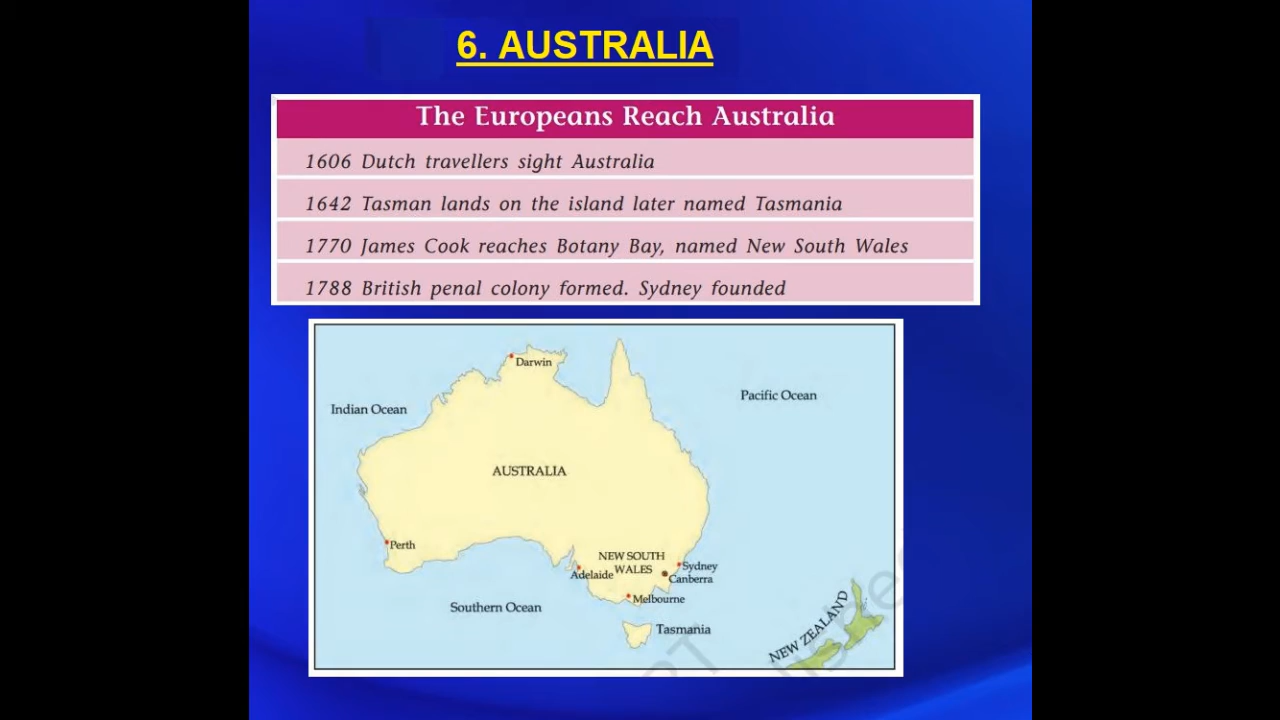 6. AUSTRALIA
The Europeans Reach Australia
1606 Dutch travellers sight Australia
1642 Tasman lands on the island later named Tasmania
1770 James Cook reaches Botany Bay, named New South Wales
1788 British penal colony formed. Sydney founded
Darwin
Pacific Ocean
Indian Ocean
AUSTRALIA
Perth
NEW SOUTH
WALES
Sydney
Adelaide
Canberra
Melbourne
Southern Ocean
Tasmania
NEW ZEALAND